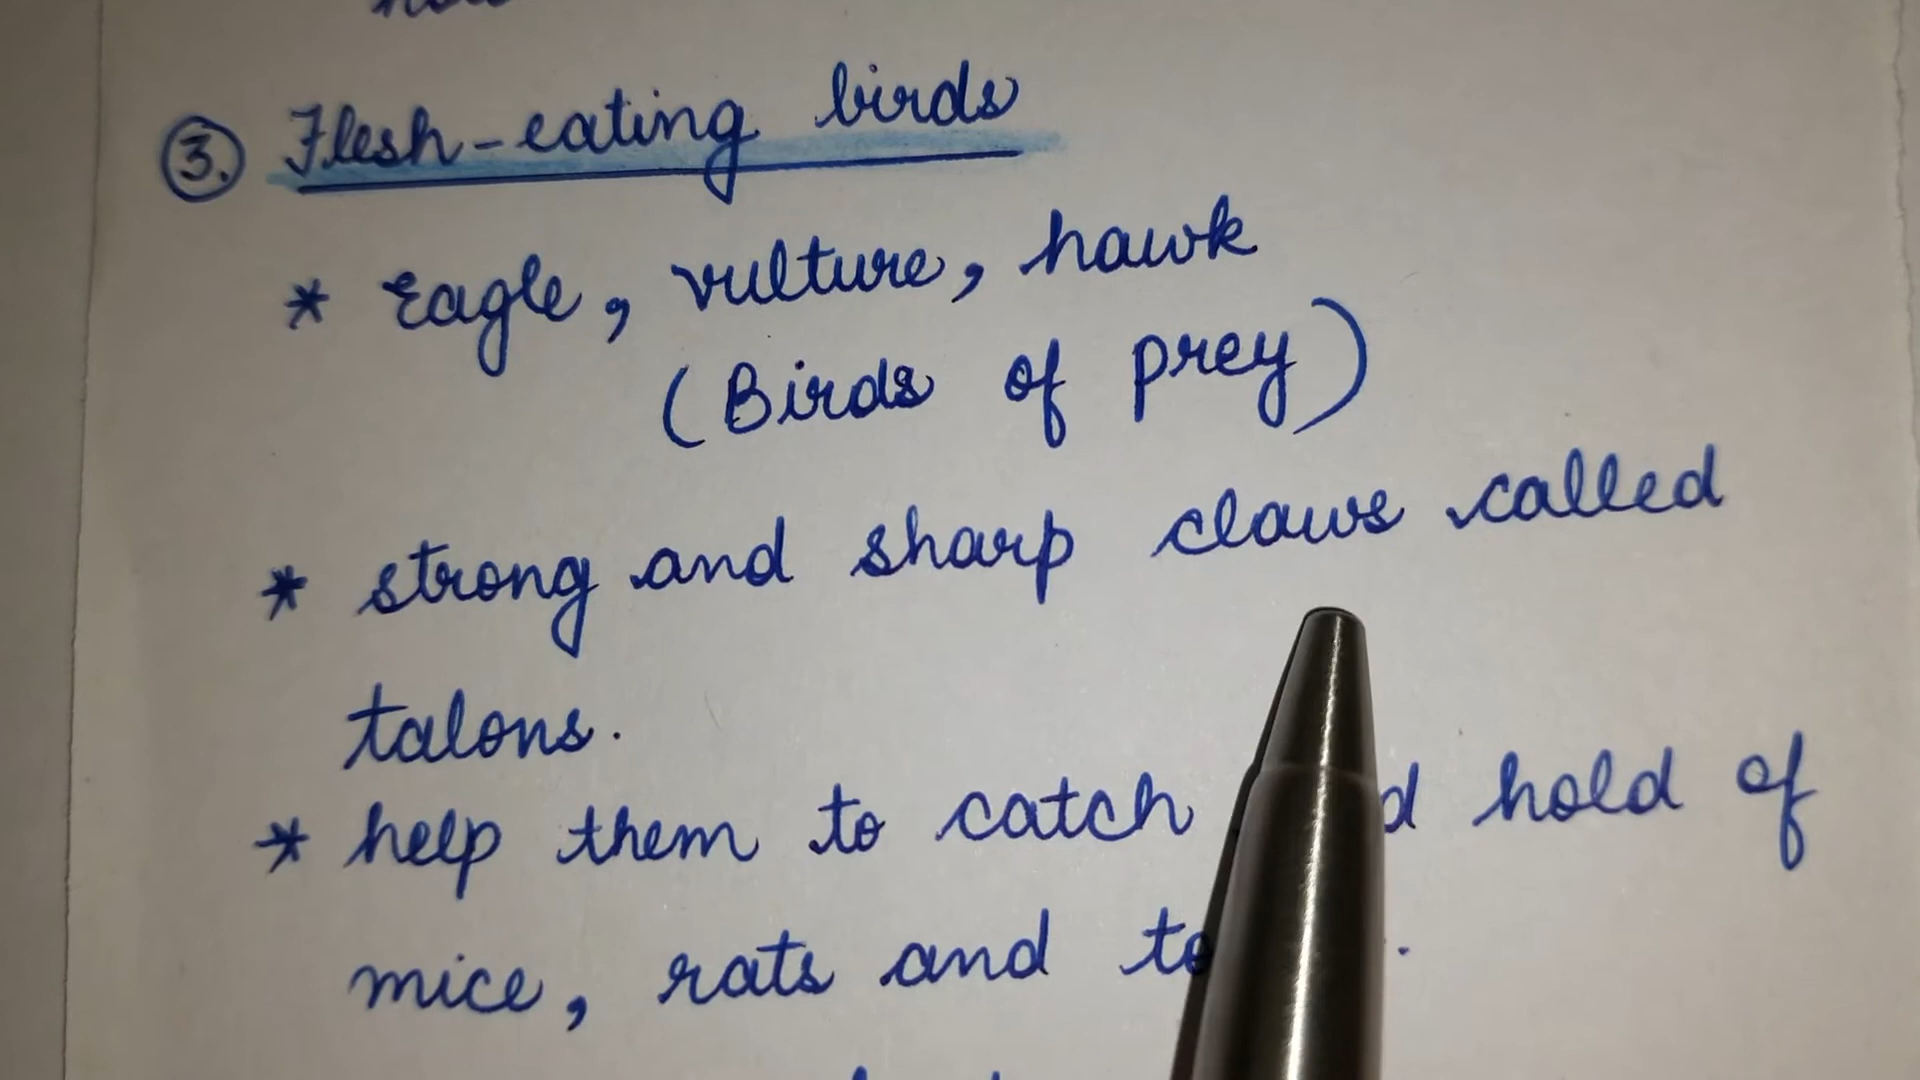 3. Flesh-eating birds
* Eagle, vulture, hawk
(Birds of prey)
* strong and sharp claws called
talons.
* help them to catch hold of
mice, rats and